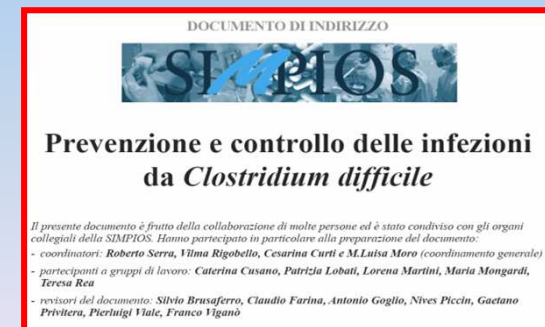 DOCUMENTO DI INDIRIZZO
SIMPIOS
Prevenzione e controllo delle infezioni
da Clostridium difficile
Il presente documento è frutto della collaborazione di molte persone ed è stato condiviso con gli organi
collegiali della SIMPIOS. Hanno partecipato in particolare alla preparazione del documento:
- coordinatori: Roberto Serra, Vilma Rigobello, Cesarina Curti e M.Luisa Moro (coordinamento generale)
- partecipanti a gruppi di lavoro: Caterina Cusano, Patrizia Lobati, Lorena Martini, Maria Mongardi,
Teresa Rea
- revisori del documento: Silvio Brusaferro, Claudio Farina, Antonio Goglio, Nives Piccin, Gaetano
Privitera, Pierluigi Viale, Franco Viganò